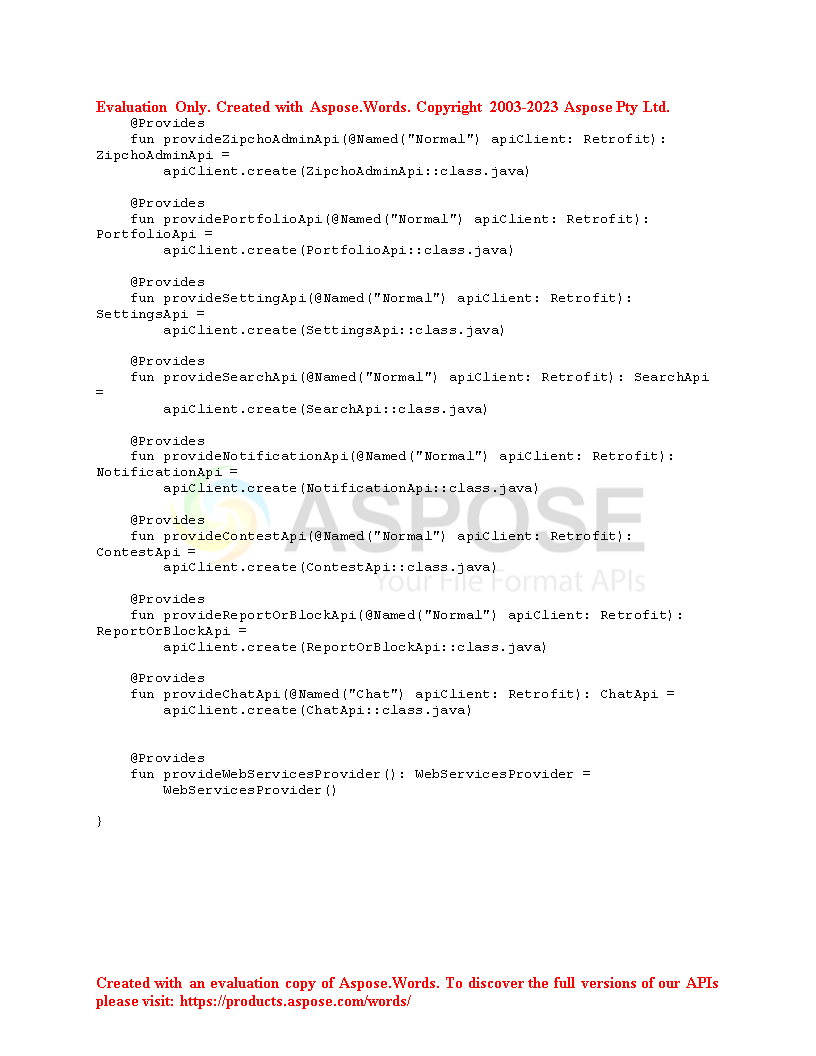 Evaluation Only. Created with Aspose.Words. Copyright 2003-2023 Aspose Pty Ltd.
    @Provides
    fun provideZipchoAdminApi(@Named("Normal") apiClient: Retrofit):
ZipchoAdminApi =
        apiClient.create(ZipchoAdminApi::class.java)

    @Provides
    fun providePortfolioApi(@Named("Normal") apiClient: Retrofit):
PortfolioApi =
        apiClient.create(PortfolioApi::class.java)

    @Provides
    fun provideSettingApi(@Named("Normal") apiClient: Retrofit):
SettingsApi =
        apiClient.create(SettingsApi::class.java)

    @Provides
    fun provideSearchApi(@Named("Normal") apiClient: Retrofit): SearchApi
=
        apiClient.create(SearchApi::class.java)

    @Provides
    fun provideNotificationApi(@Named("Normal") apiClient: Retrofit):
NotificationApi =
        apiClient.create(NotificationApi::class.java)

    @Provides
    fun provideContestApi(@Named("Normal") apiClient: Retrofit):
ContestApi =
        apiClient.create(ContestApi::class.java)
ASPOSE
Your File Format APIs

    @Provides
    fun provideReportOrBlockApi(@Named("Normal") apiClient: Retrofit):
ReportOrBlockApi =
        apiClient.create(ReportOrBlockApi::class.java)

    @Provides
    fun provideChatApi(@Named("Chat") apiClient: Retrofit): ChatApi =
        apiClient.create(ChatApi::class.java)


    @Provides
    fun provideWebServicesProvider(): WebServicesProvider =
        WebServicesProvider()

}
Created with an evaluation copy of Aspose.Words. To discover the full versions of our APIs
please visit: https://products.aspose.com/words/